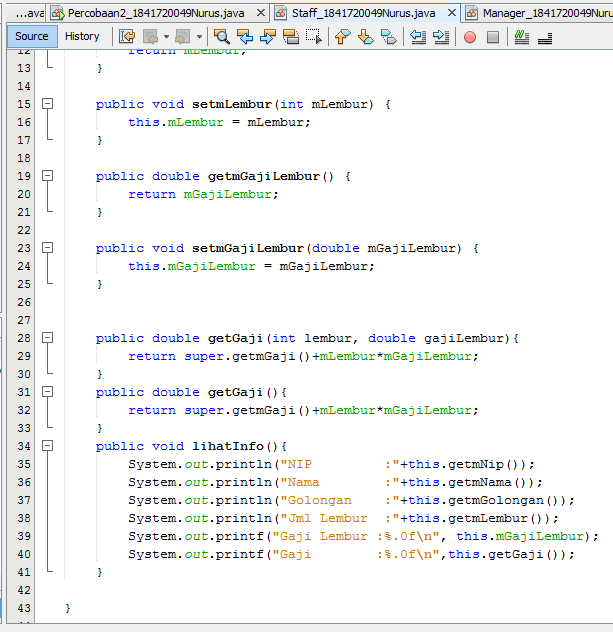 ...ava Percobaan2_1841720049Nurus.java Staff_1841720049Nurus.java Manager_1841720049Nuru
Source History
12 return mLembur;
13 }
14
15 public void setmLembur(int mLembur) {
16 this.mLembur = mLembur;
17 }
18
19 public double getmGajiLembur() {
20 return mGajiLembur;
21 }
22
23 public void setmGajiLembur(double mGajiLembur) {
24 this.mGajiLembur = mGajiLembur;
25 }
26
27
28 public double getGaji(int lembur, double gajiLembur){
29 return super.getmGaji()+mLembur*mGajiLembur;
30 }
31 public double getGaji(){
32 return super.getmGaji()+mLembur*mGajiLembur;
33 }
34 public void lihatInfo(){
35 System.out.println("NIP         :"+this.getmNip());
36 System.out.println("Nama        :"+this.getmNama());
37 System.out.println("Golongan    :"+this.getmGolongan());
38 System.out.println("Jml Lembur  :"+this.getmLembur());
39 System.out.printf("Gaji Lembur :%.0f\n", this.mGajiLembur);
40 System.out.printf("Gaji        :%.0f\n",this.getGaji());
41 }
42
43 }